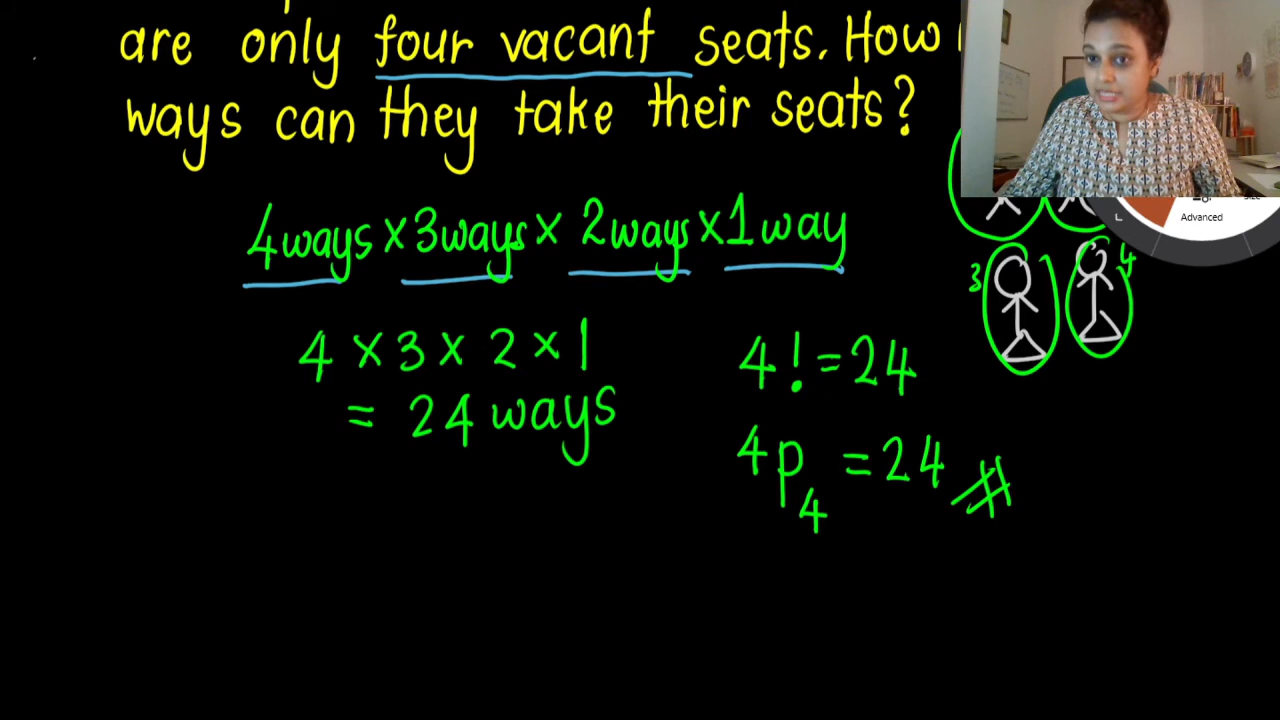 are only four vacant seats. How
ways can they take their seats?
4ways x 3ways x 2ways x 1way
4 x 3 x 2 x 1
= 24 ways
4! = 24
4P4 = 24
3
4
Advanced